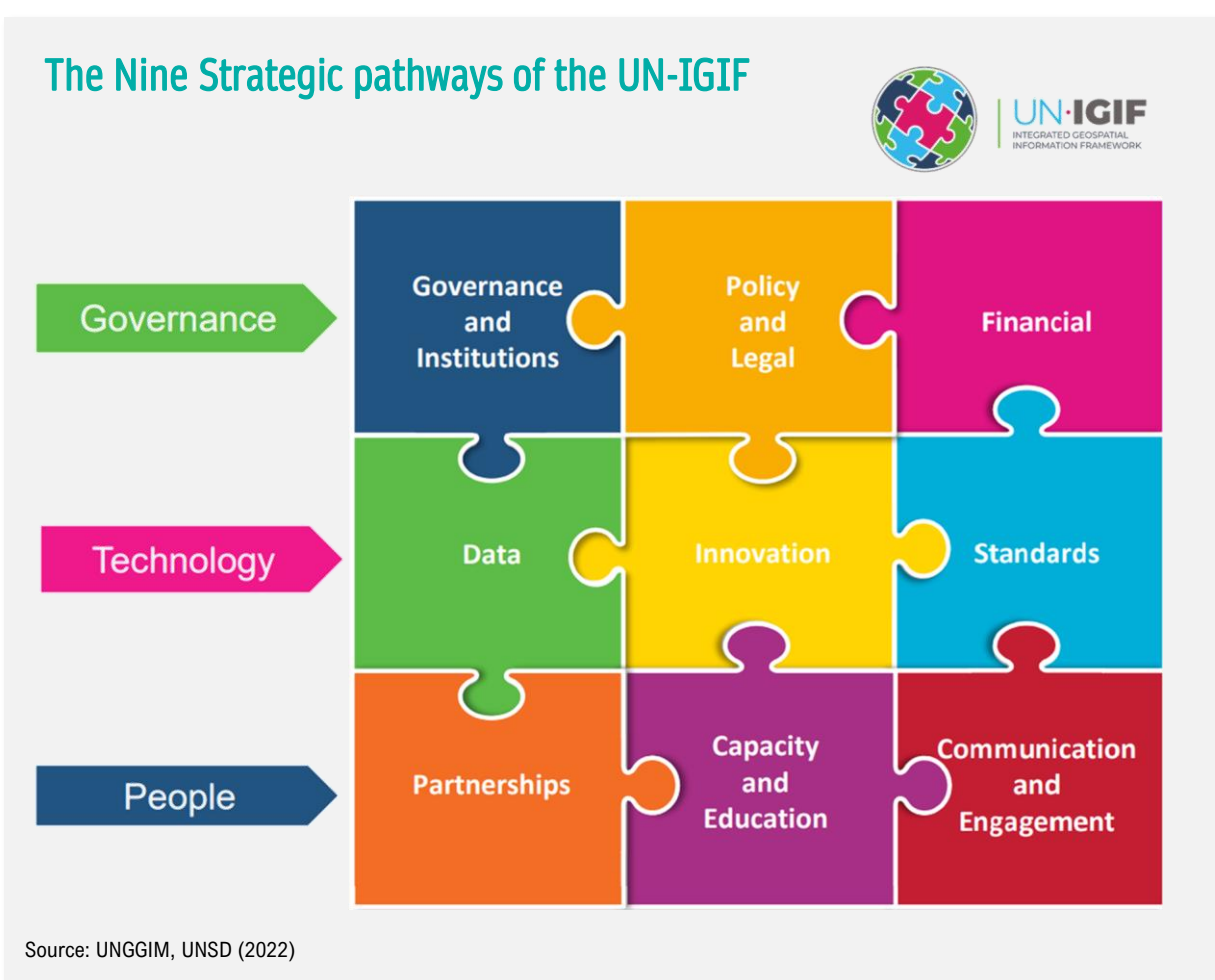 The Nine Strategic pathways of the UN-IGIF
UN·IGIF
INTEGRATED GEOSPATIAL
INFORMATION FRAMEWORK
Governance
Governance
and
Institutions
Policy
and
Legal
Financial
Technology
Data
Innovation
Standards
People
Partnerships
Capacity
and
Education
Communication
and
Engagement
Source: UNGGIM, UNSD (2022)